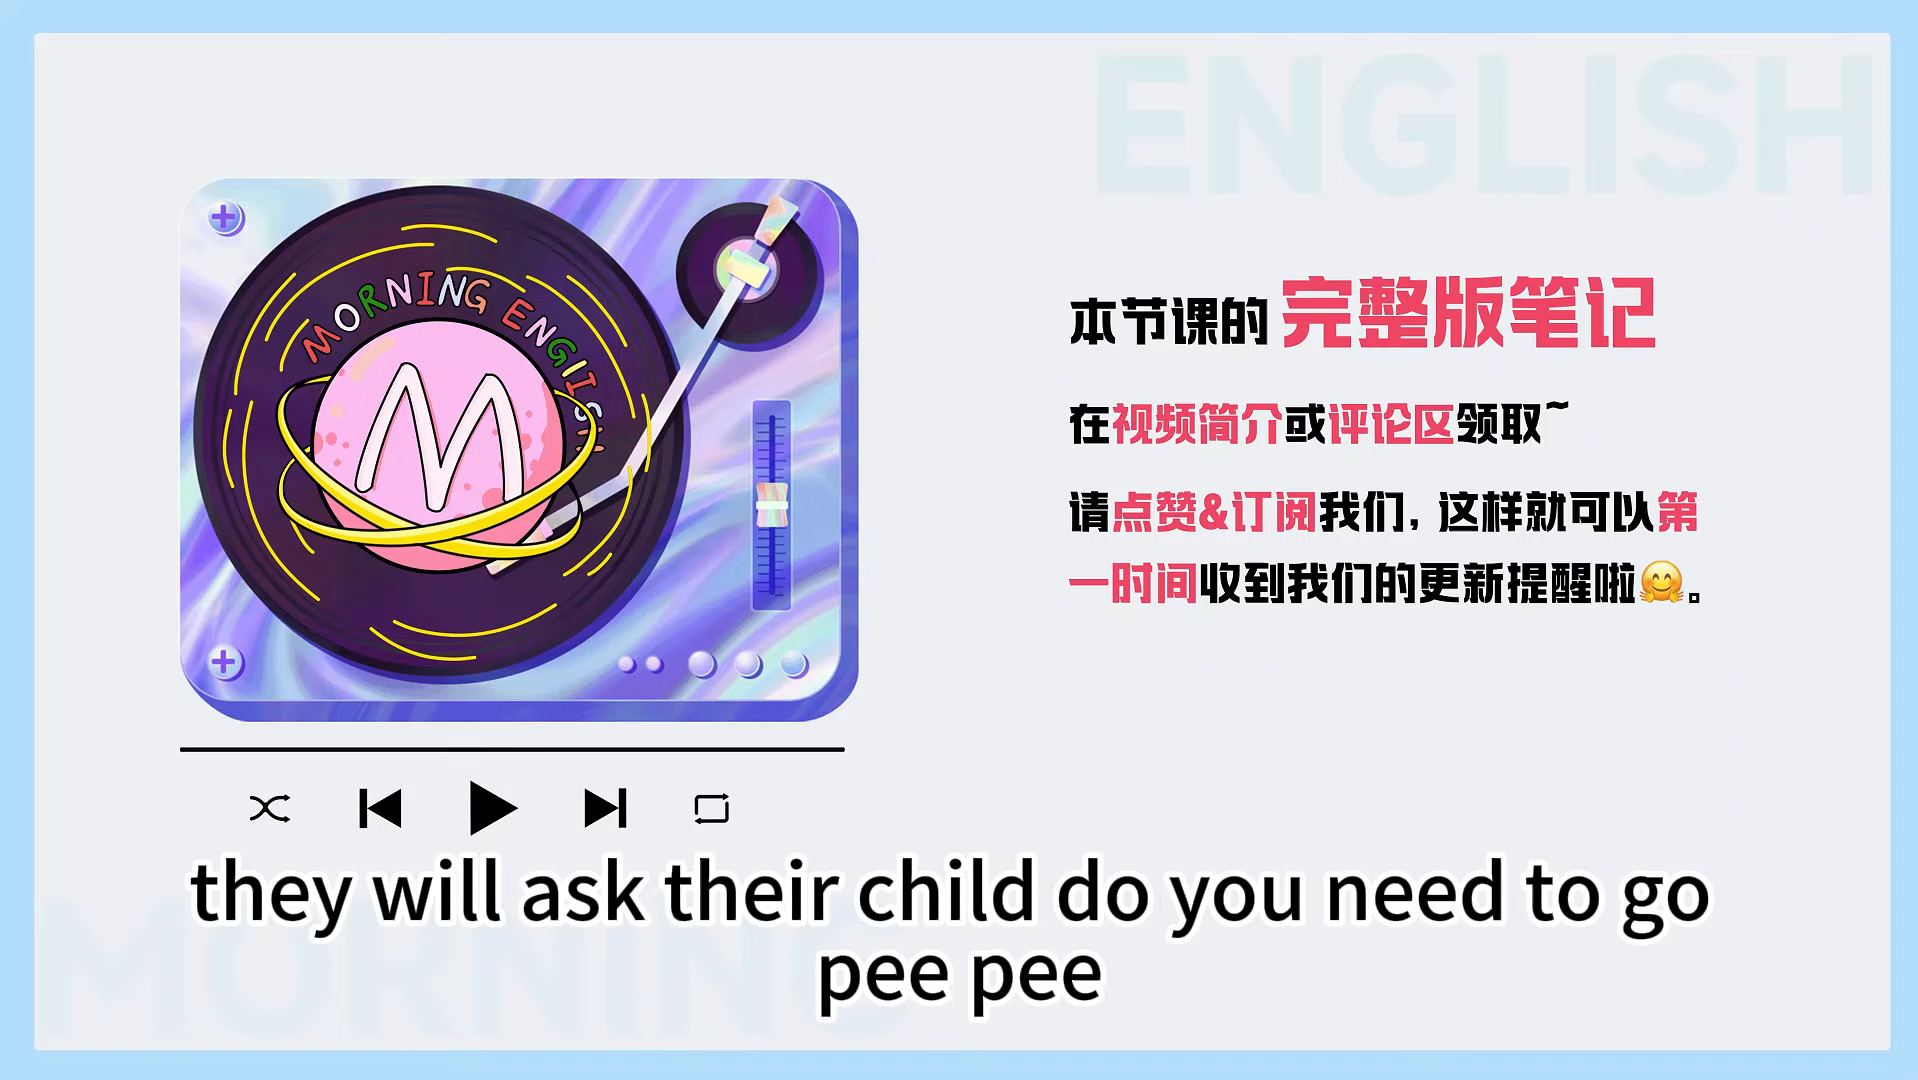 ENGLISH
MORNING ENGLISH
M
本节课的 完整版笔记
在视频简介或评论区领取~
请点赞&订阅我们, 这样就可以第
一时间收到我们的更新提醒啦🤗。
MORNING
they will ask their child do you need to go
pee pee